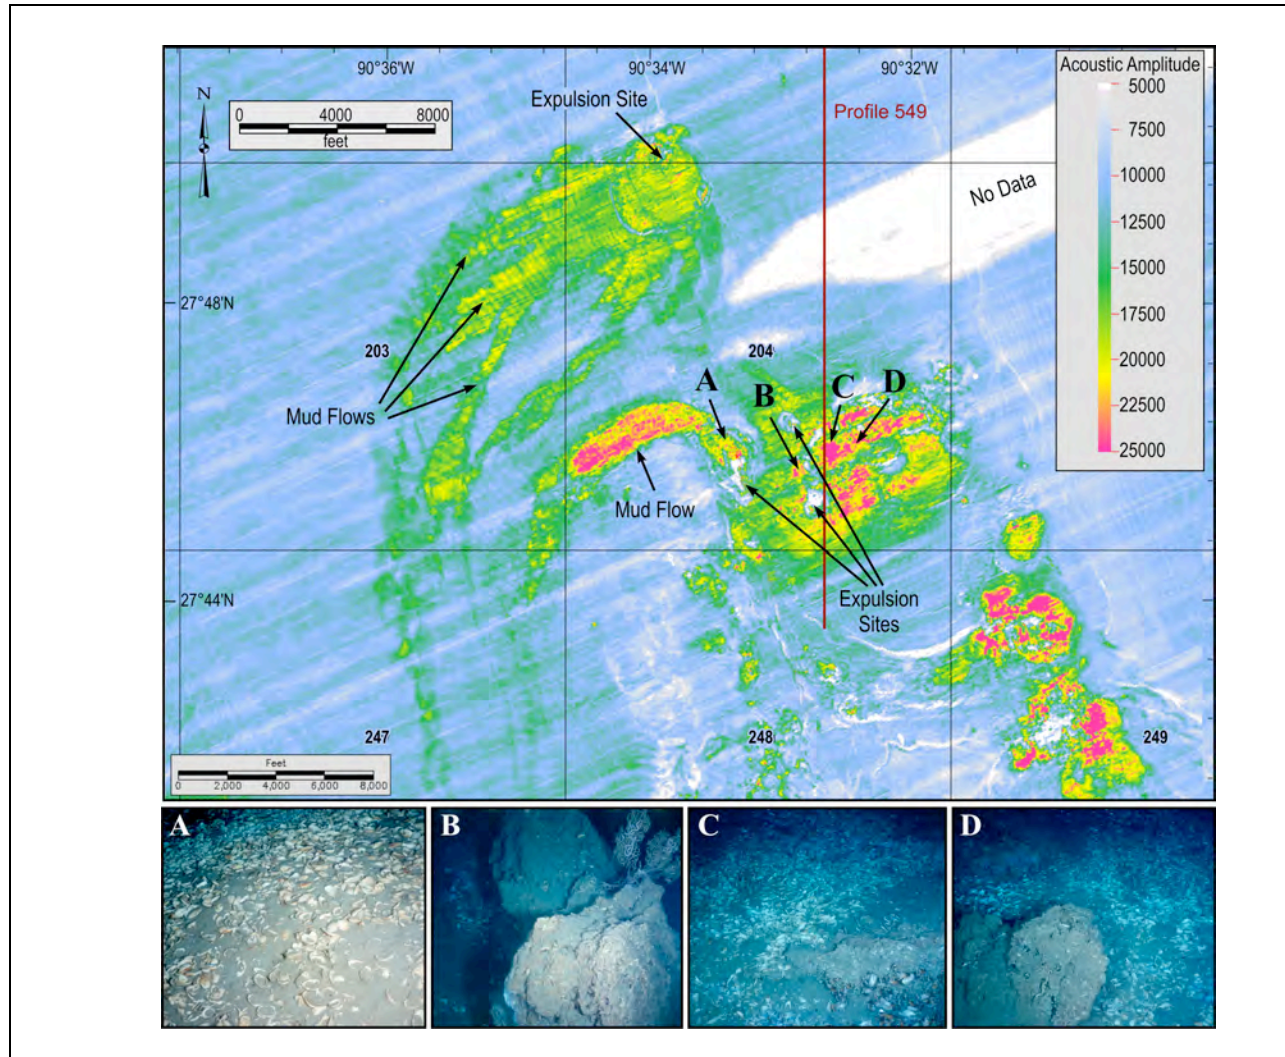 90°36'W
90°34'W
90°32'W
Acoustic Amplitude
5000
7500
10000
12500
15000
17500
20000
22500
25000
N
0 4000 8000
feet
Expulsion Site
Profile 549
No Data
27°48'N
203
204
Mud Flows
A
B
C
D
Mud Flow
Expulsion
Sites
27°44'N
247
248
249
Feet
0 2,000 4,000 6,000 8,000
A
B
C
D